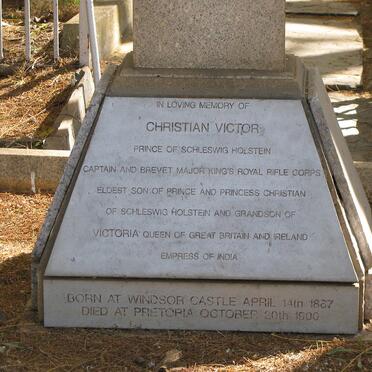 IN LOVING MEMORY OF
CHRISTIAN VICTOR
PRINCE OF SCHLESWIG HOLSTEIN
CAPTAIN AND BREVET MAJOR KING'S ROYAL RIFLE CORPS
ELDEST SON OF PRINCE AND PRINCESS CHRISTIAN
OF SCHLESWIG HOLSTEIN AND GRANDSON OF
VICTORIA QUEEN OF GREAT BRITAIN AND IRELAND
EMPRESS OF INDIA
BORN AT WINDSOR CASTLE APRIL 14th 1867
DIED AT PRETORIA OCTOBER 29th 1900